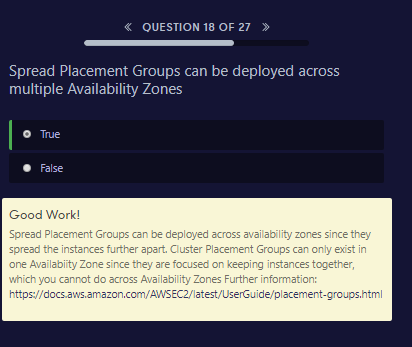 « QUESTION 18 OF 27 »
Spread Placement Groups can be deployed across
multiple Availability Zones
True
False
Good Work!
Spread Placement Groups can be deployed across availability zones since they
spread the instances further apart. Cluster Placement Groups can only exist in
one Availabiity Zone since they are focused on keeping instances together,
which you cannot do across Availability Zones Further information:
https://docs.aws.amazon.com/AWSEC2/latest/UserGuide/placement-groups.html